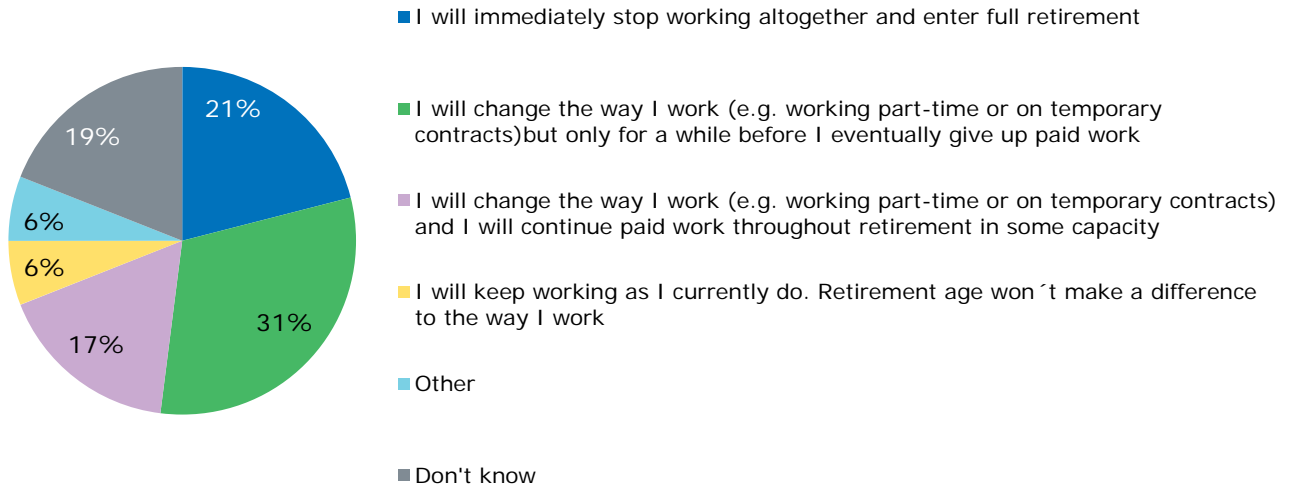 I will immediately stop working altogether and enter full retirement
21%
I will change the way I work (e.g. working part-time or on temporary
contracts)but only for a while before I eventually give up paid work
19%
I will change the way I work (e.g. working part-time or on temporary contracts)
and I will continue paid work throughout retirement in some capacity
6%
6%
I will keep working as I currently do. Retirement age won´t make a difference
to the way I work
31%
17%
Other
Don't know